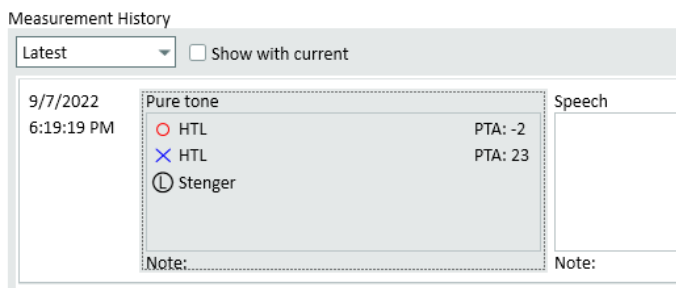 Measurement History
Latest
Show with current
9/7/2022
6:19:19 PM
Pure tone
HTL PTA: -2
HTL PTA: 23
L Stenger
Note:
Speech
Note: